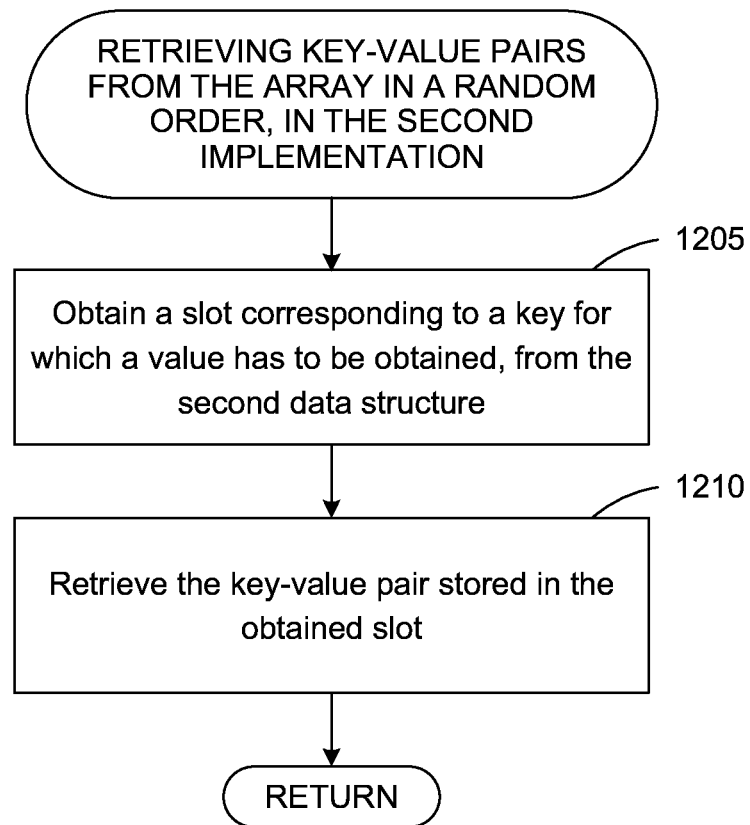 RETRIEVING KEY-VALUE PAIRS
FROM THE ARRAY IN A RANDOM
ORDER, IN THE SECOND
IMPLEMENTATION
1205
Obtain a slot corresponding to a key for
which a value has to be obtained, from the
second data structure
1210
Retrieve the key-value pair stored in the
obtained slot
RETURN